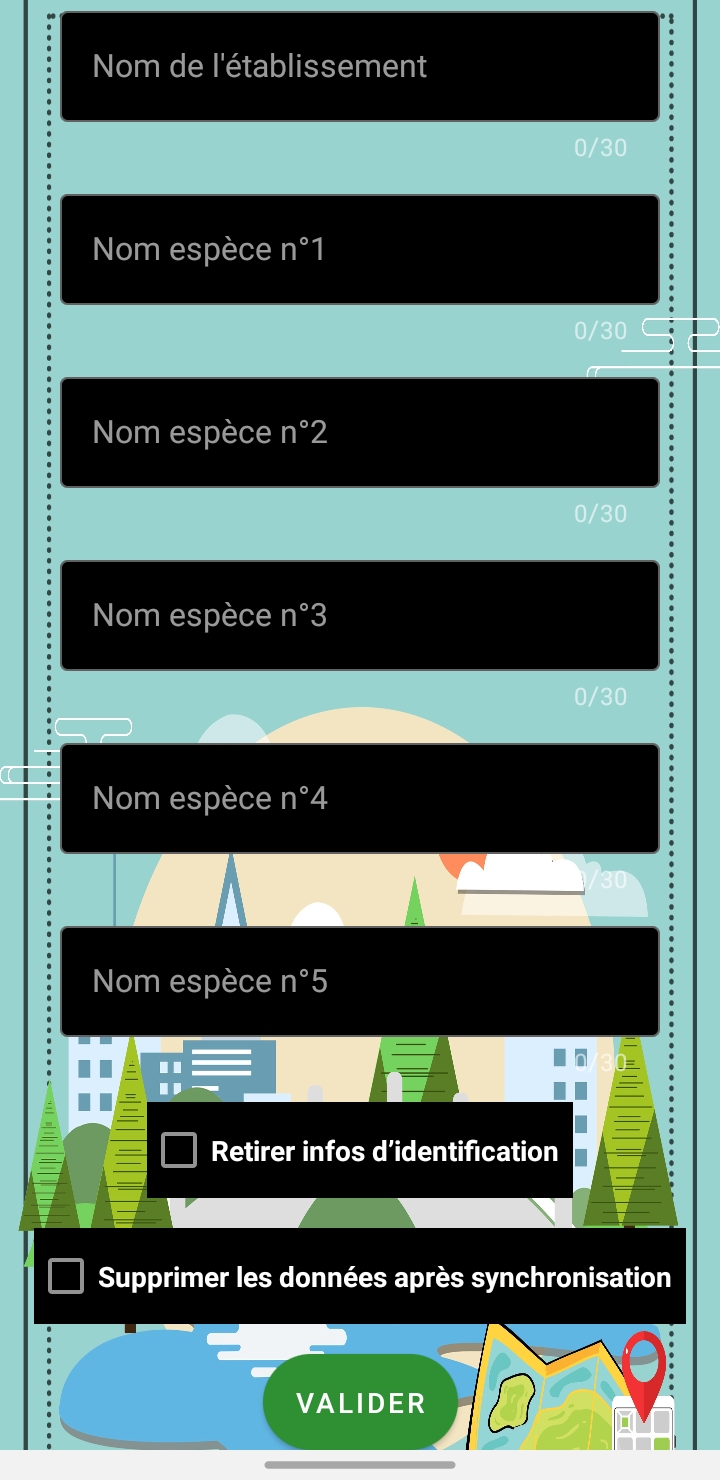 Nom de l'établissement
0/30
Nom espèce n°1
0/30
Nom espèce n°2
0/30
Nom espèce n°3
0/30
Nom espèce n°4
0/30
Nom espèce n°5
0/30
Retirer infos d’identification
Supprimer les données après synchronisation
VALIDER